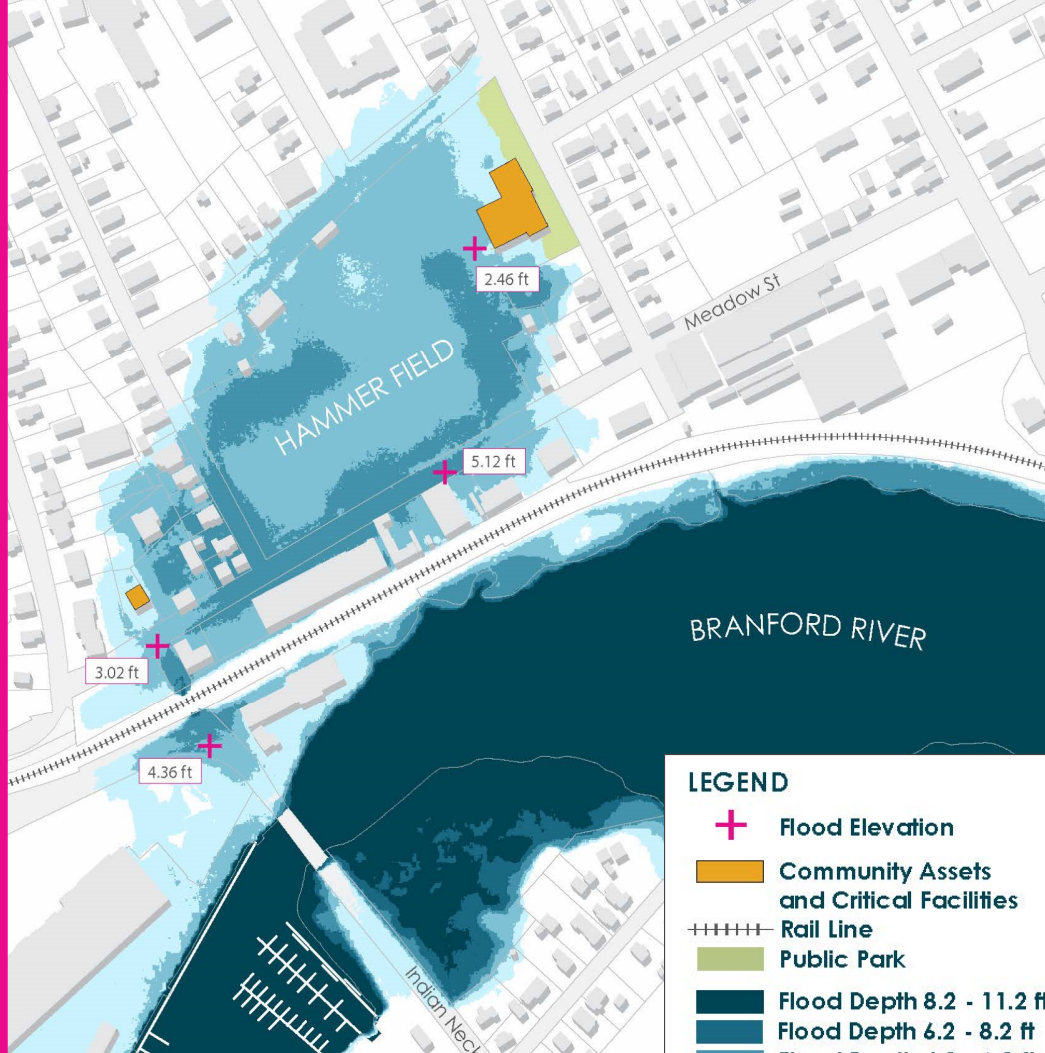 2.46 ft
Meadow St
HAMMER FIELD
5.12 ft
BRANFORD RIVER
3.02 ft
4.36 ft
Indian Neck
LEGEND
Flood Elevation
Community Assets
and Critical Facilities
Rail Line
Public Park
Flood Depth 8.2 - 11.2 ft
Flood Depth 6.2 - 8.2 ft